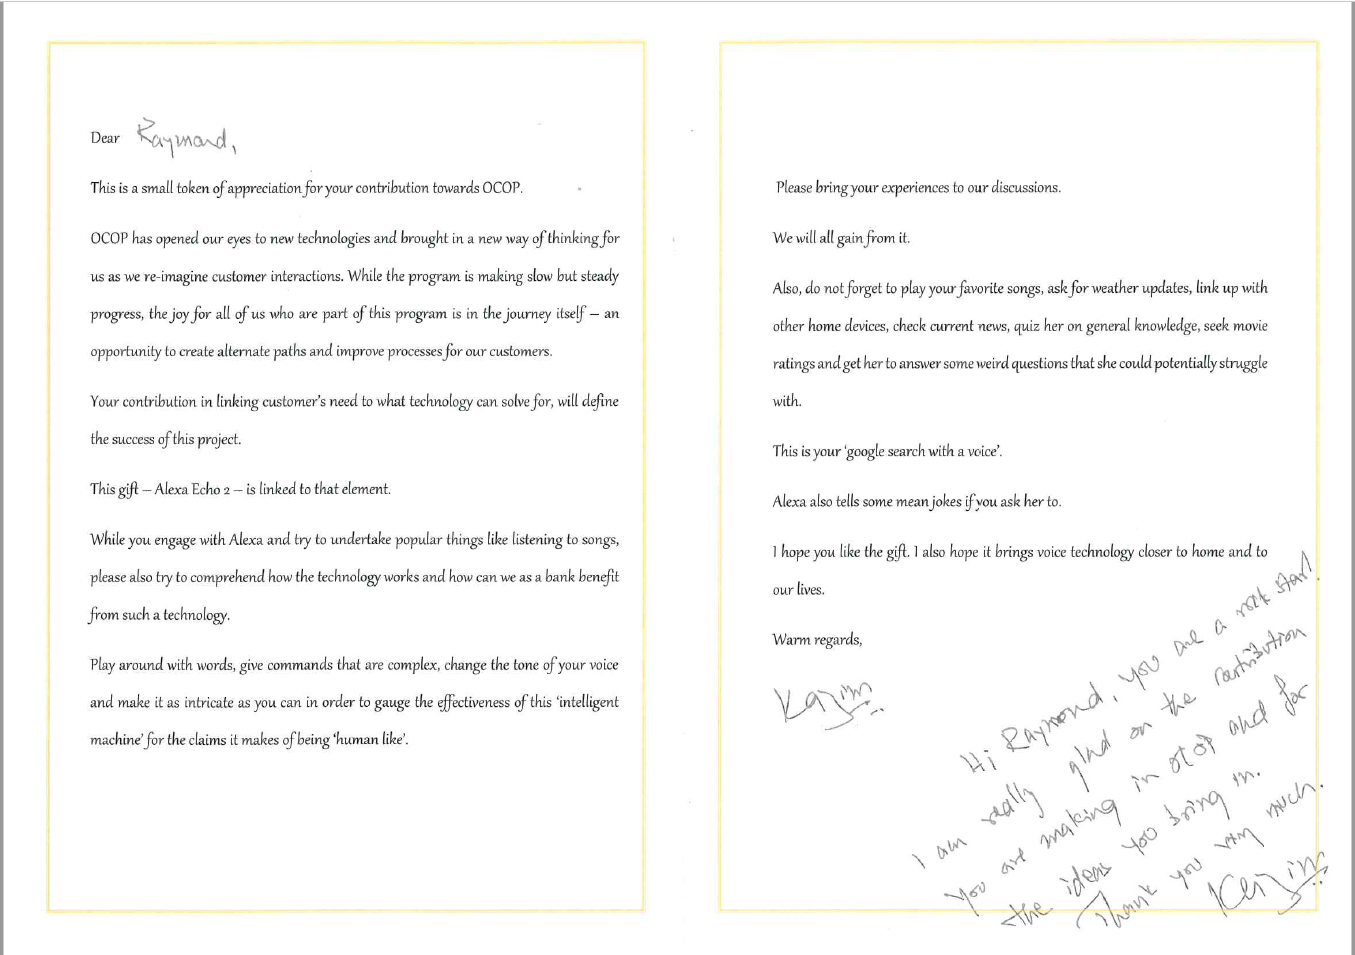 Dear Raymond,
This is a small token of appreciation for your contribution towards OCOP.
OCOP has opened our eyes to new technologies and brought in a new way of thinking for
us as we re-imagine customer interactions. While the program is making slow but steady
progress, the joy for all of us who are part of this program is in the journey itself – an
opportunity to create alternate paths and improve processes for our customers.
Your contribution in linking customer's need to what technology can solve for, will define
the success of this project.
This gift – Alexa Echo 2 – is linked to that element.
While you engage with Alexa and try to undertake popular things like listening to songs,
please also try to comprehend how the technology works and how can we as a bank benefit
from such a technology.
Play around with words, give commands that are complex, change the tone of your voice
and make it as intricate as you can in order to gauge the effectiveness of this 'intelligent
machine' for the claims it makes of being 'human like'.
Please bring your experiences to our discussions.
We will all gain from it.
Also, do not forget to play your favorite songs, ask for weather updates, link up with
other home devices, check current news, quiz her on general knowledge, seek movie
ratings and get her to answer some weird questions that she could potentially struggle
with.
This is your 'google search with a voice'.
Alexa also tells some mean jokes if you ask her to.
I hope you like the gift. I also hope it brings voice technology closer to home and to
our lives.
Warm regards,
Kazim
Hi Raymond, you are a rock star!
I am really glad on the contribution
you are making in OCOP and for
the ideas you bring in.
Thank you very much.
Kazim